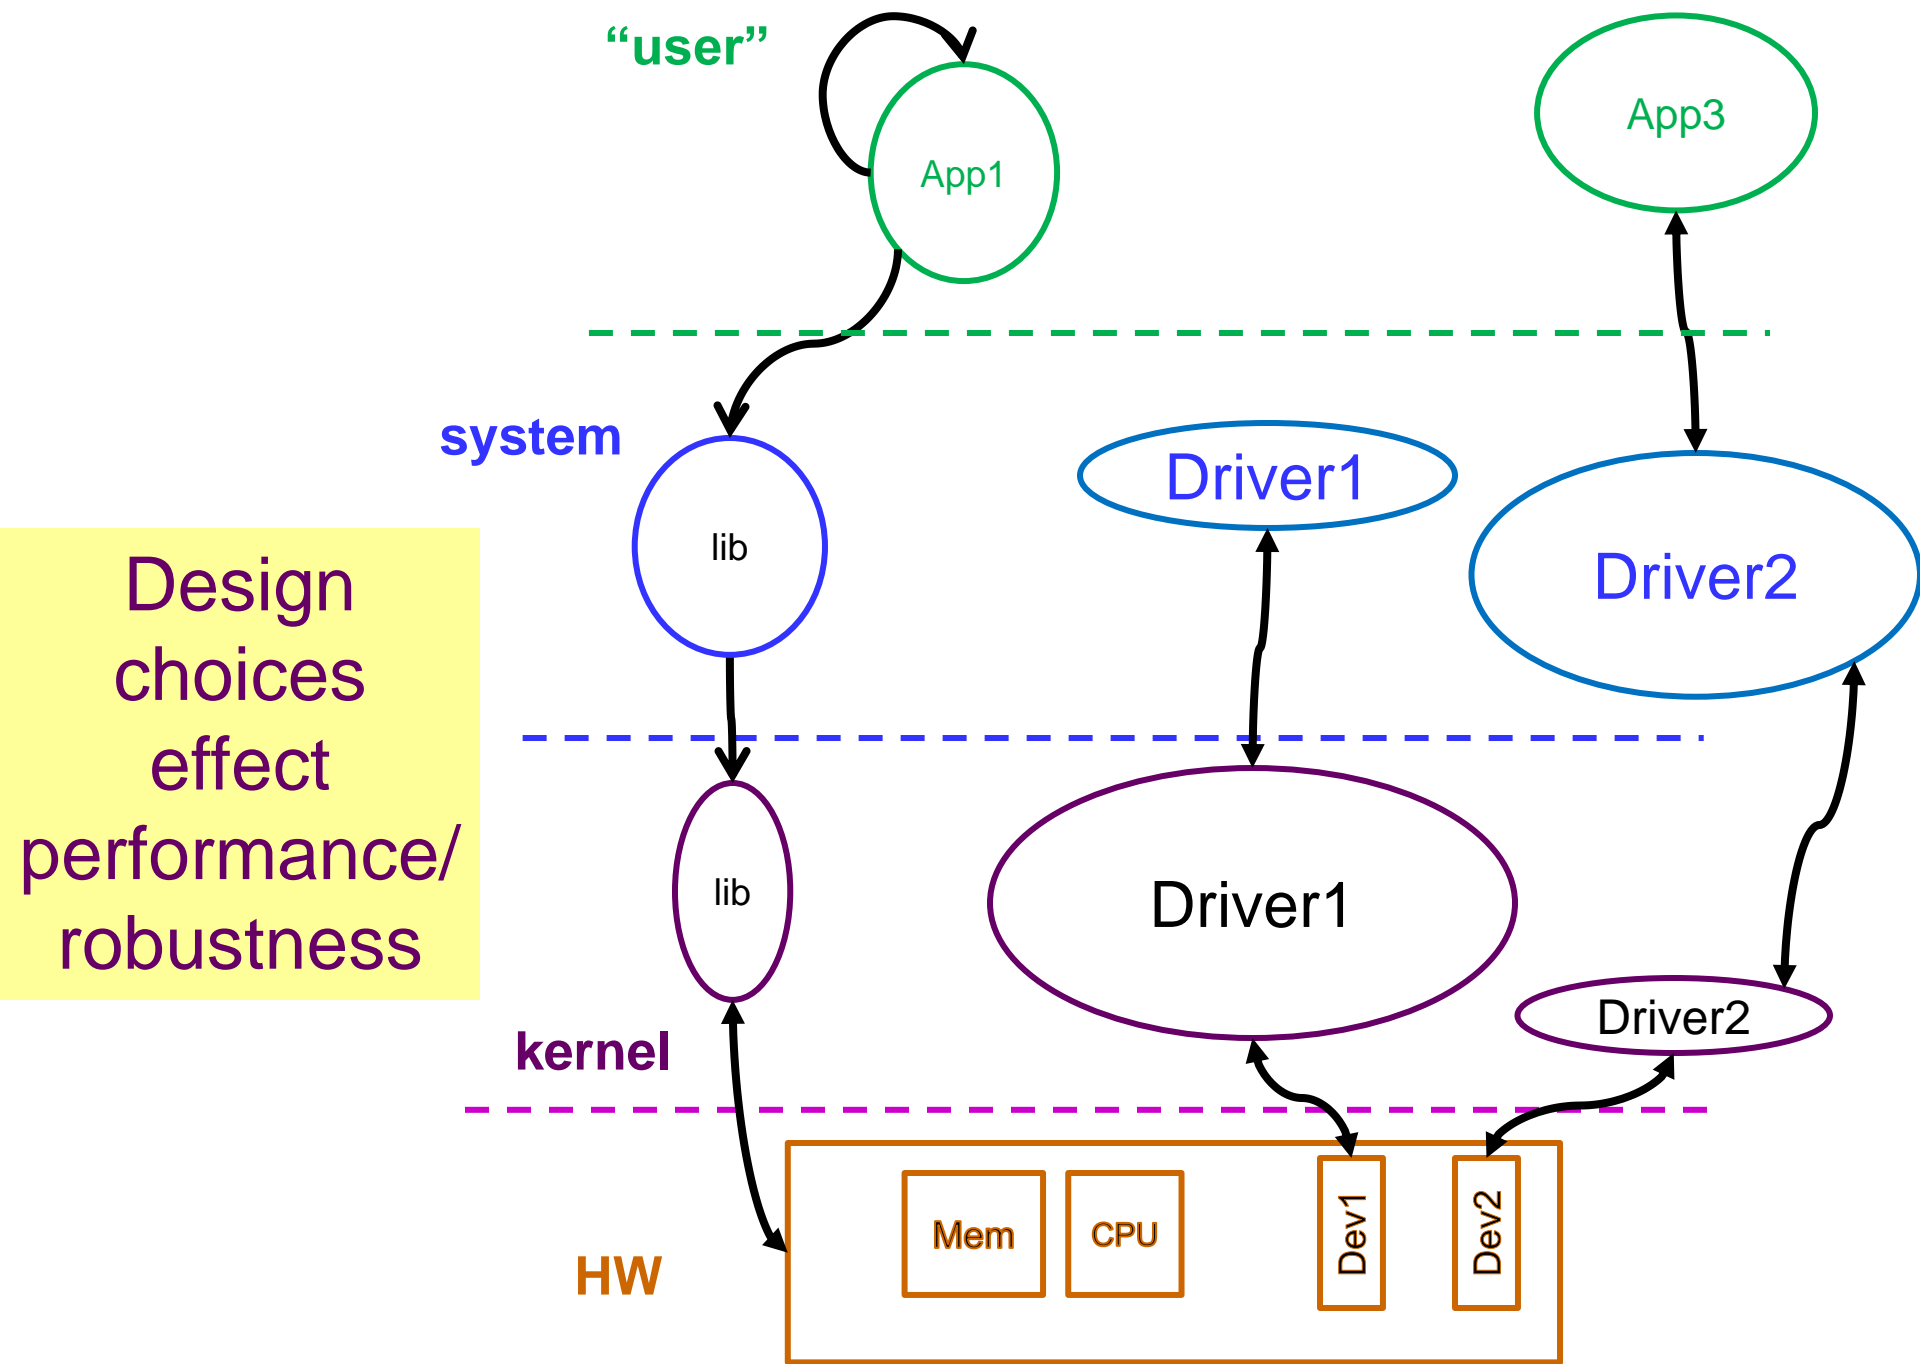 “user”
App1
App3
system
lib
Driver1
Driver2
Design
choices
effect
performance/
robustness
lib
Driver1
Driver2
kernel
HW
Mem
CPU
Dev1
Dev2